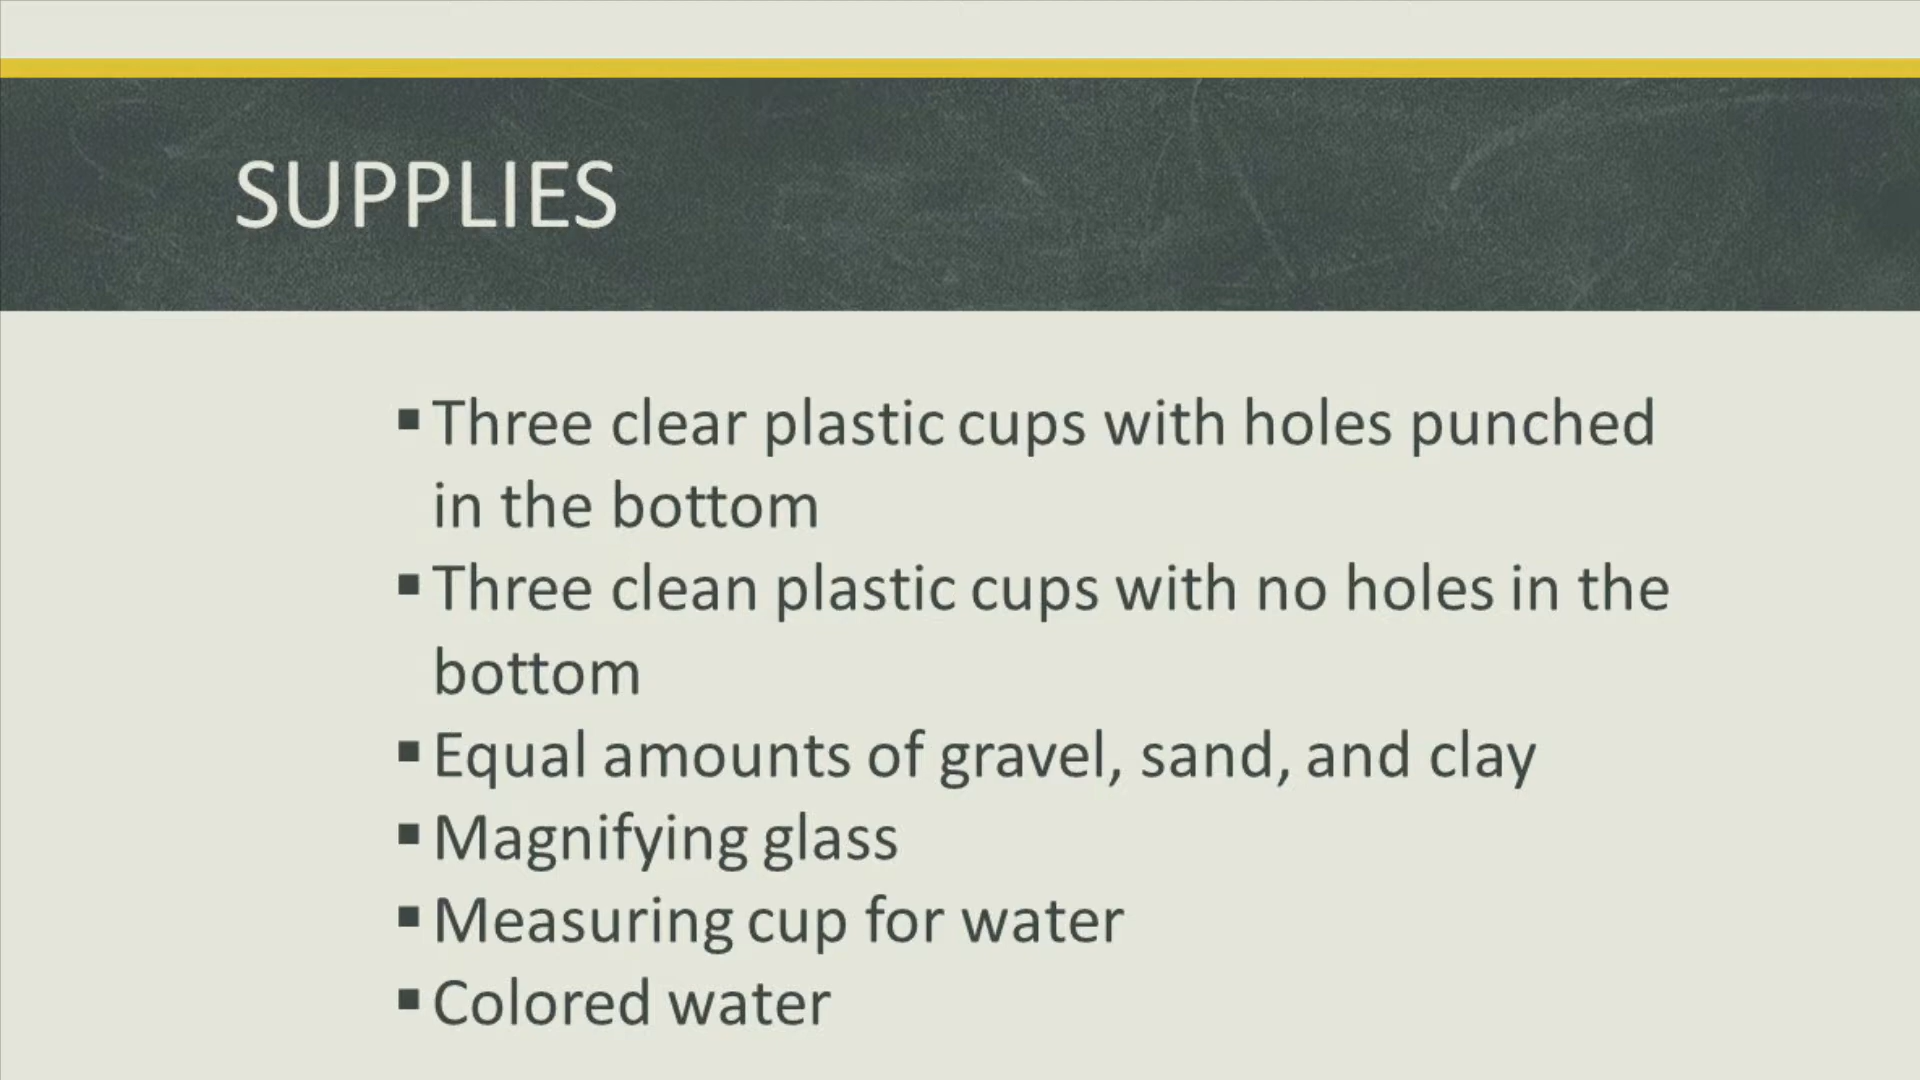 SUPPLIES
▪ Three clear plastic cups with holes punched
in the bottom
▪ Three clean plastic cups with no holes in the
bottom
▪ Equal amounts of gravel, sand, and clay
▪ Magnifying glass
▪ Measuring cup for water
▪ Colored water